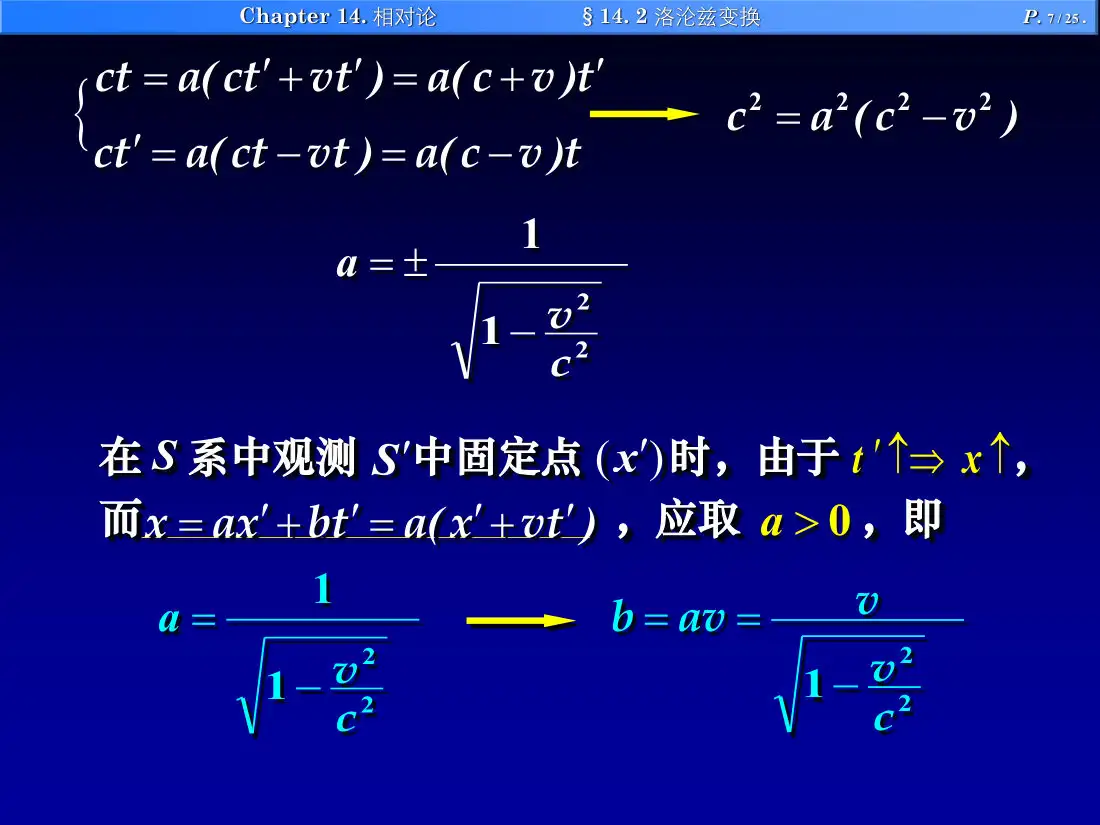 Chapter 14. 相对论 § 14. 2 洛沦兹变换 P. 7 / 25 .
ct = a( ct′ + vt′ ) = a( c + v )t′
ct′ = a( ct − vt ) = a( c − v )t
c² = a² ( c² − v² )
a = ± 1 / √(1 − v²/c²)
在 S 系中观测 S′中固定点 ( x′)时，由于 t ′↑⇒ x↑，
而 x = ax′ + bt′ = a( x′ + vt′ ) ，应取 a > 0 ，即
a = 1 / √(1 − v²/c²) b = av = v / √(1 − v²/c²)